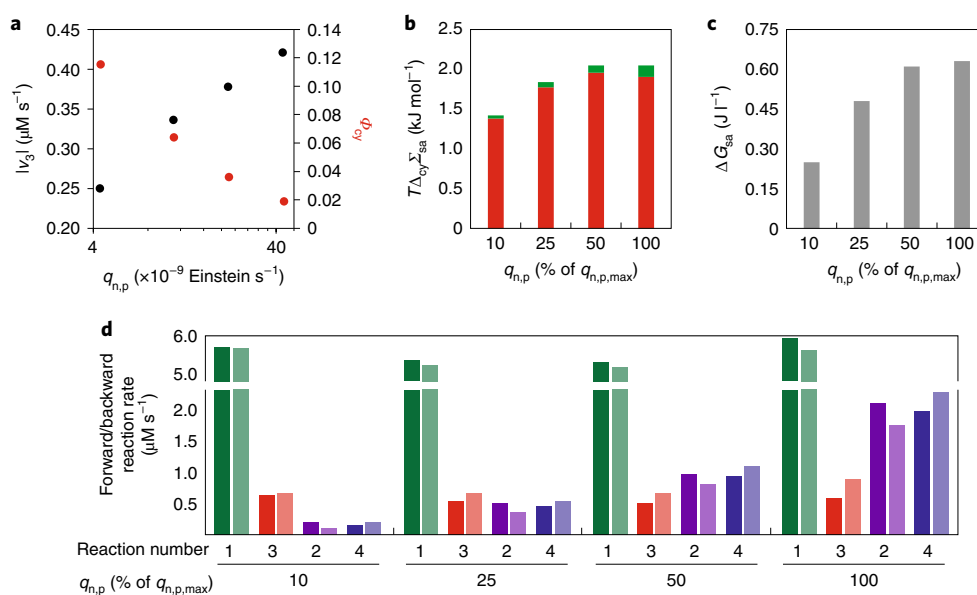 a
0.45
0.40
0.35
0.30
0.25
0.20
|v₃| (μM s⁻¹)
0.14
0.12
0.10
0.08
0.06
0.04
0.02
0
Φcy
4 40
qn,p (×10⁻⁹ Einstein s⁻¹)
b
2.5
2.0
1.5
1.0
0.5
0
TΔcyΣsa (kJ mol⁻¹)
10 25 50 100
qn,p (% of qn,p,max)
c
0.75
0.60
0.45
0.30
0.15
0
ΔGsa (J l⁻¹)
10 25 50 100
qn,p (% of qn,p,max)
d
6.0
5.0
2.0
1.5
1.0
0.5
Forward/backward
reaction rate
(μM s⁻¹)
Reaction number 1 3 2 4 1 3 2 4 1 3 2 4 1 3 2 4
qn,p (% of qn,p,max) 10 25 50 100